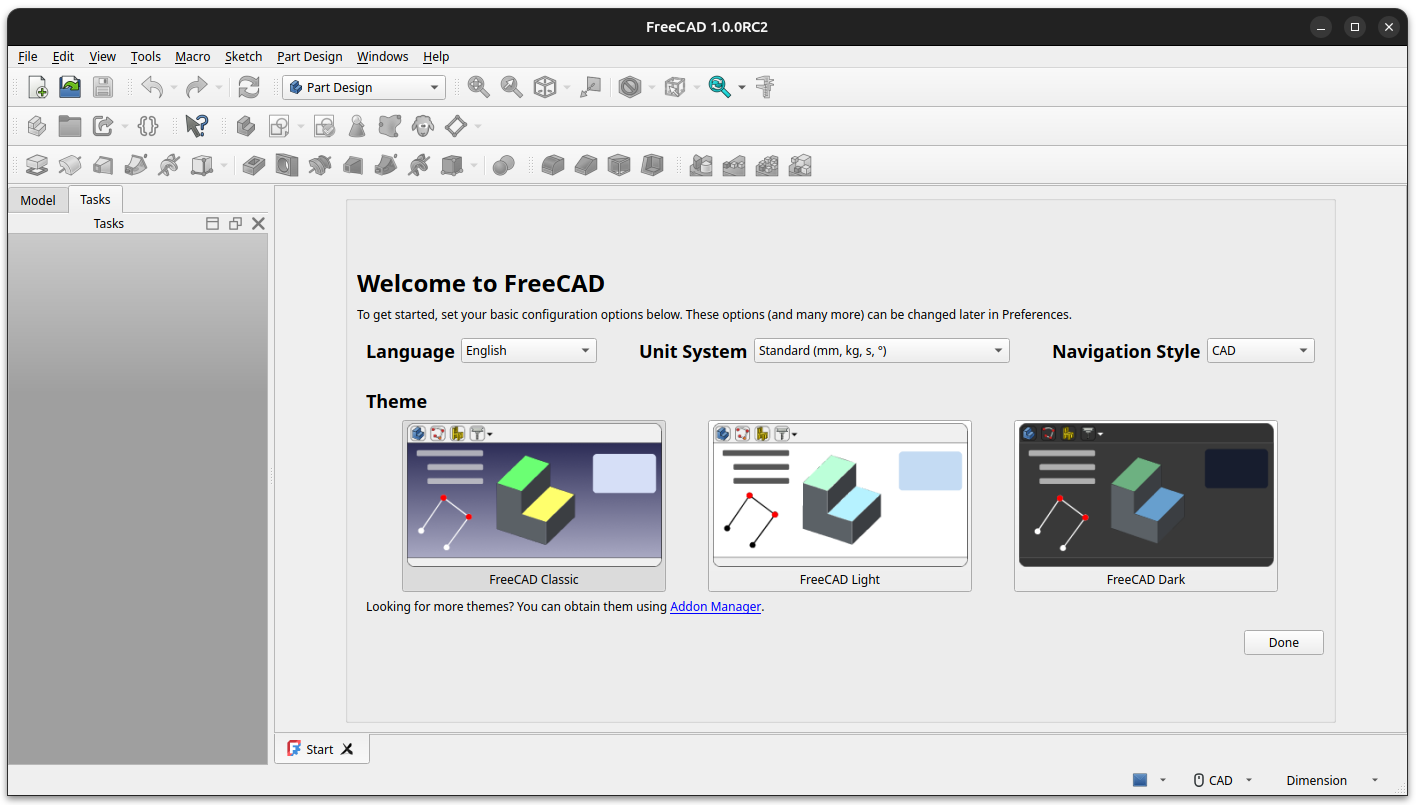 FreeCAD 1.0.0RC2
File Edit View Tools Macro Sketch Part Design Windows Help
Part Design
Model Tasks
Tasks
Welcome to FreeCAD
To get started, set your basic configuration options below. These options (and many more) can be changed later in Preferences.
Language English Unit System Standard (mm, kg, s, °) Navigation Style CAD
Theme
FreeCAD Classic FreeCAD Light FreeCAD Dark
Looking for more themes? You can obtain them using Addon Manager.
Done
Start
CAD Dimension